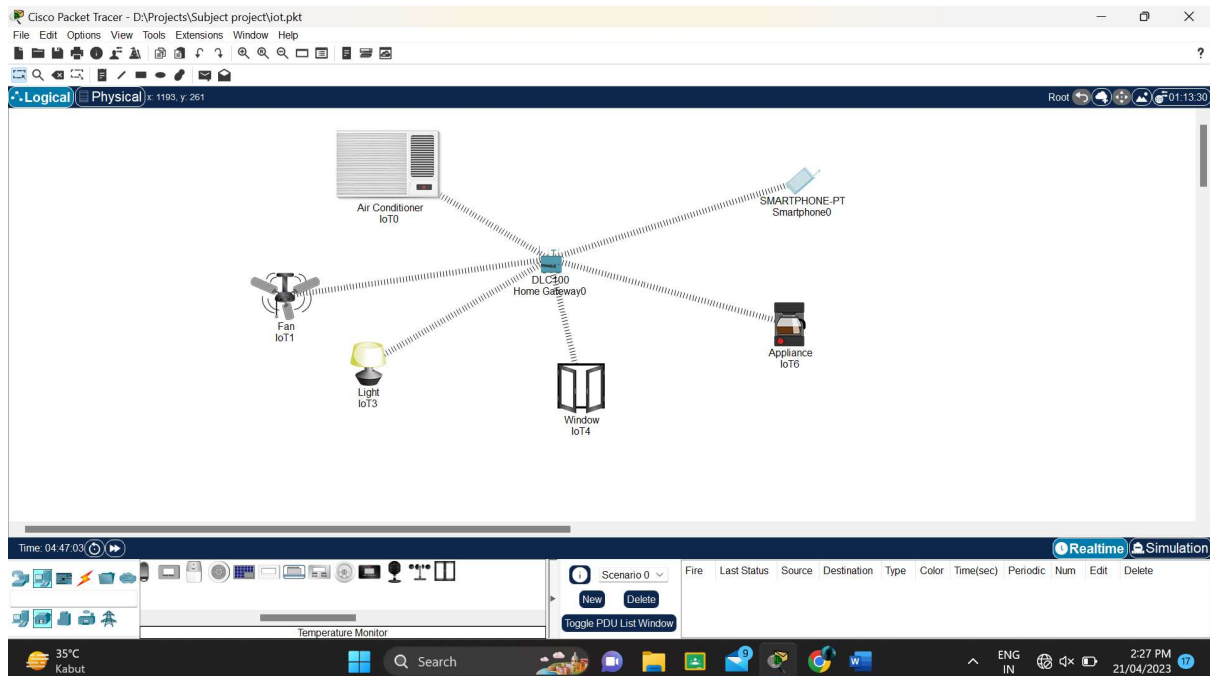 Cisco Packet Tracer - D:\Projects\Subject project\iot.pkt
File Edit Options View Tools Extensions Window Help
?
Logical Physical x: 1193, y: 261 Root 01:13:30
Air Conditioner
IoT0
SMARTPHONE-PT
Smartphone0
DLC100
Home Gateway0
Fan
IoT1
Appliance
IoT6
Light
IoT3
Window
IoT4
Time: 04:47:03 Realtime Simulation
Scenario 0 Fire Last Status Source Destination Type Color Time(sec) Periodic Num Edit Delete
New Delete
Toggle PDU List Window
Temperature Monitor
35°C
Kabut
Search
9
ENG
IN
2:27 PM
21/04/2023
17